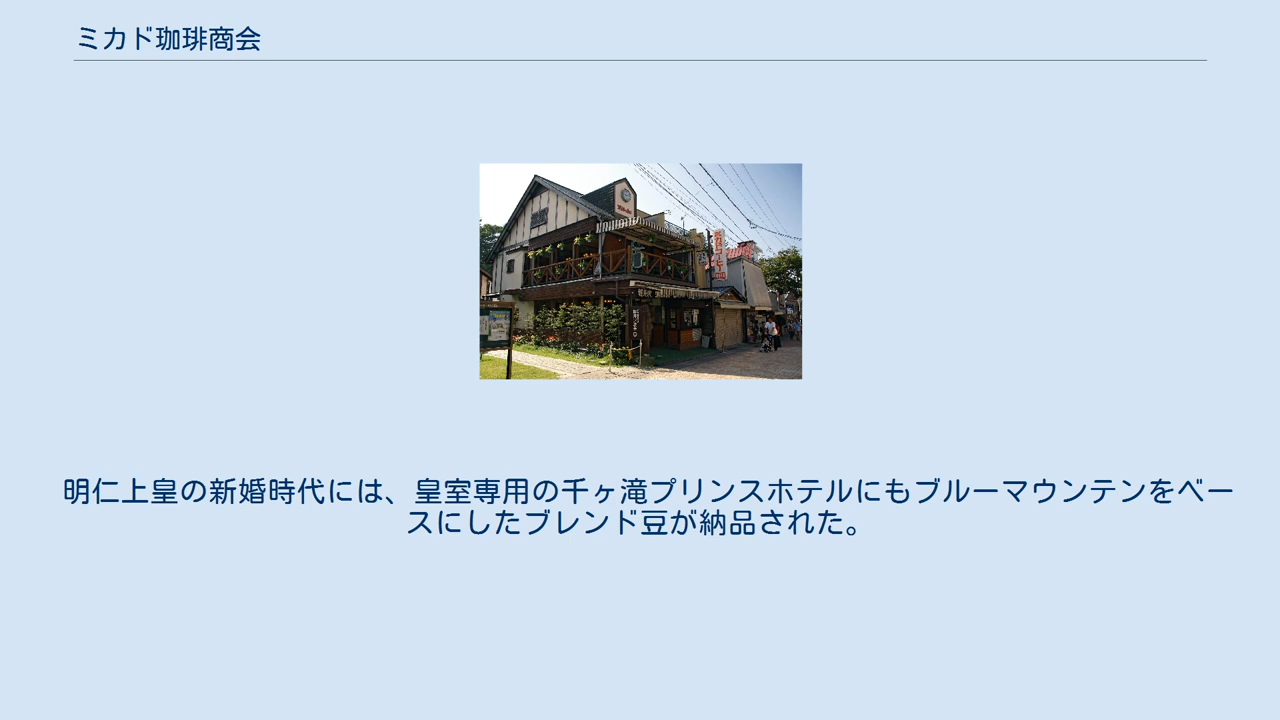 ミカド珈琲商会
明仁上皇の新婚時代には、皇室専用の千ヶ滝プリンスホテルにもブルーマウンテンをベー
スにしたブレンド豆が納品された。